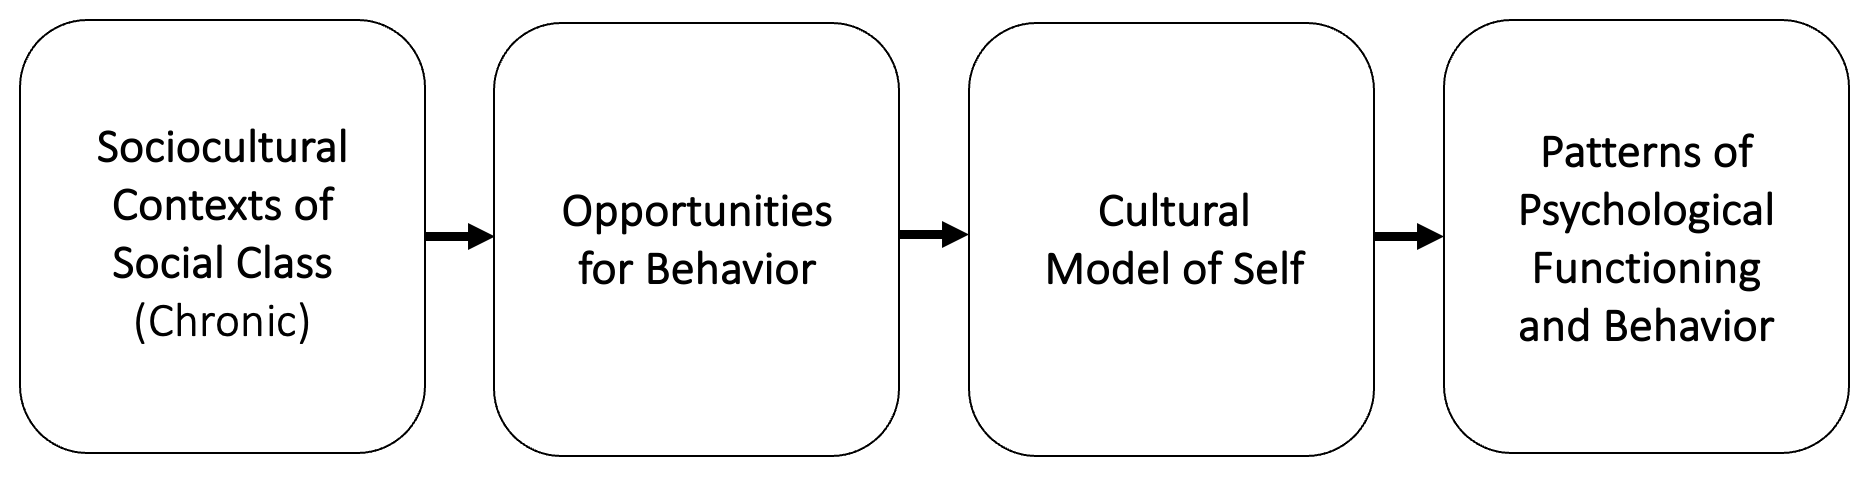 Sociocultural
Contexts of
Social Class
(Chronic)
Opportunities
for Behavior
Cultural
Model of Self
Patterns of
Psychological
Functioning
and Behavior